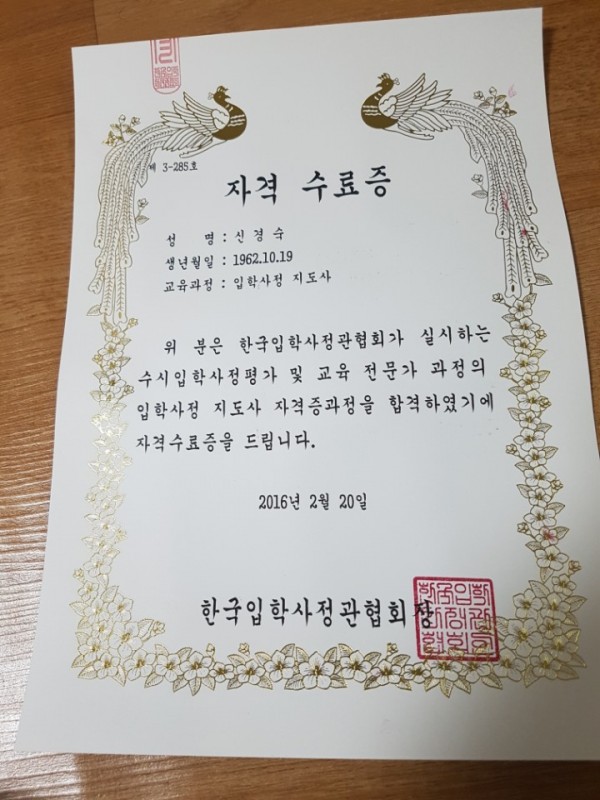 제 3-285호
자격 수료증
성 명 : 신경숙
생년월일 : 1962.10.19
교육과정 : 입학사정 지도사
위 분은 한국입학사정관협회가 실시하는
수시입학사정평가 및 교육 전문가 과정의
입학사정 지도사 자격증과정을 합격하였기에
자격수료증을 드립니다.
2016년 2월 20일
한국입학사정관협회장